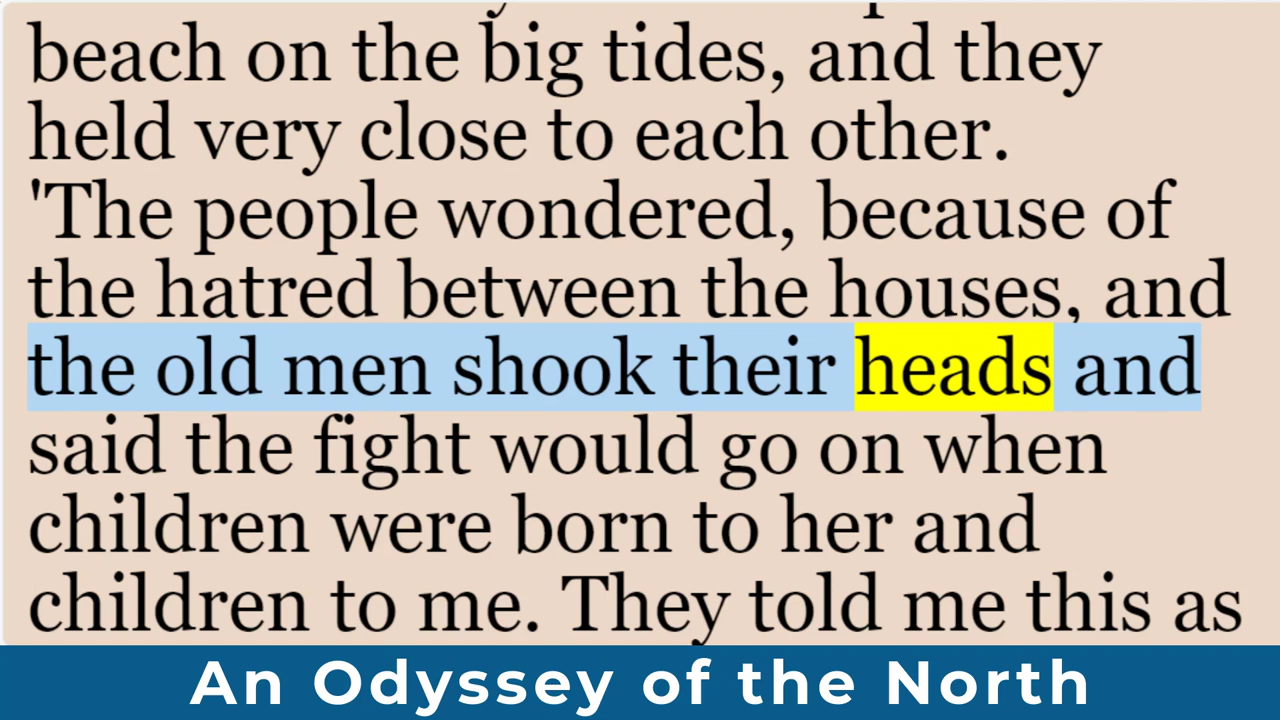 beach on the big tides, and they
held very close to each other.
'The people wondered, because of
the hatred between the houses, and
the old men shook their heads and
said the fight would go on when
children were born to her and
children to me. They told me this as
An Odyssey of the North